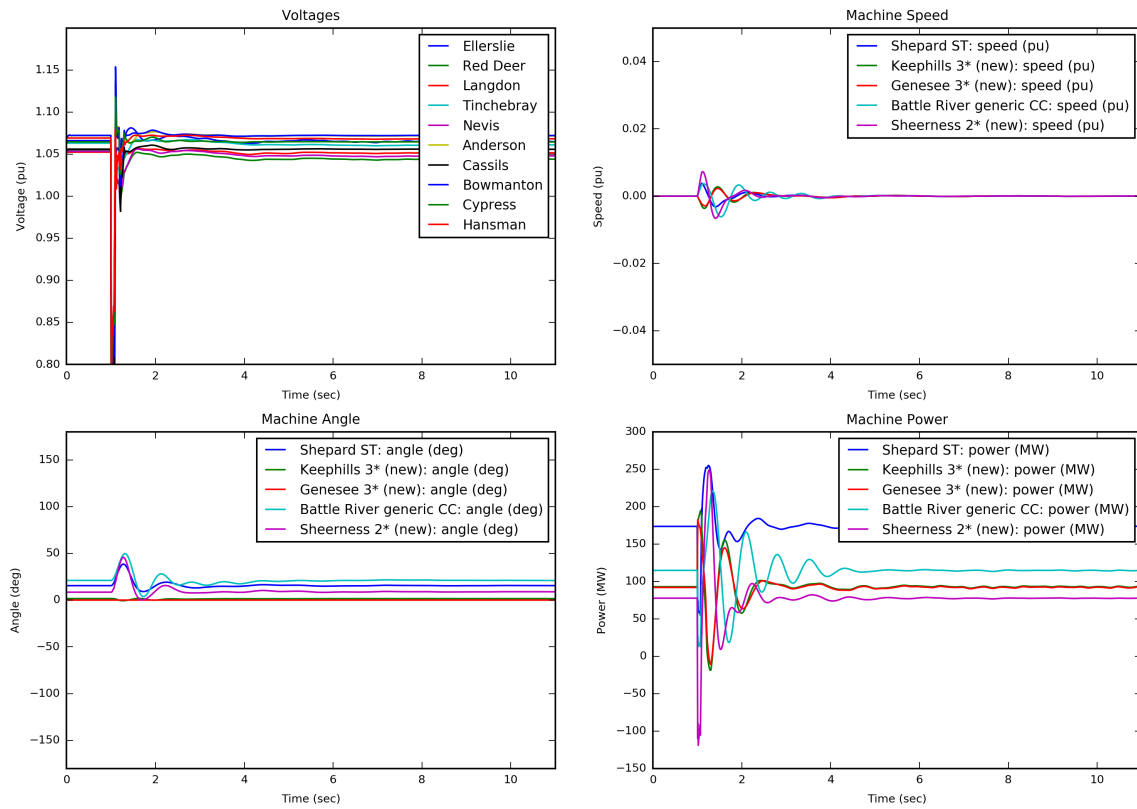 Voltages
1.15
1.10
1.05
1.00
0.95
0.90
0.85
0.80
Voltage (pu)
0
2
4
6
8
10
Time (sec)
Ellerslie
Red Deer
Langdon
Tinchebray
Nevis
Anderson
Cassils
Bowmanton
Cypress
Hansman
Machine Speed
0.04
0.02
0.00
−0.02
−0.04
Speed (pu)
0
2
4
6
8
10
Time (sec)
Shepard ST: speed (pu)
Keephills 3* (new): speed (pu)
Genesee 3* (new): speed (pu)
Battle River generic CC: speed (pu)
Sheerness 2* (new): speed (pu)
Machine Angle
150
100
50
0
−50
−100
−150
Angle (deg)
0
2
4
6
8
10
Time (sec)
Shepard ST: angle (deg)
Keephills 3* (new): angle (deg)
Genesee 3* (new): angle (deg)
Battle River generic CC: angle (deg)
Sheerness 2* (new): angle (deg)
Machine Power
300
250
200
150
100
50
0
−50
−100
−150
Power (MW)
0
2
4
6
8
10
Time (sec)
Shepard ST: power (MW)
Keephills 3* (new): power (MW)
Genesee 3* (new): power (MW)
Battle River generic CC: power (MW)
Sheerness 2* (new): power (MW)